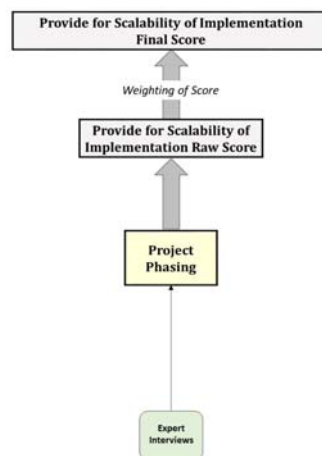 Provide for Scalability of Implementation
Final Score
Weighting of Score
Provide for Scalability of
Implementation Raw Score
Project
Phasing
Expert
Interviews